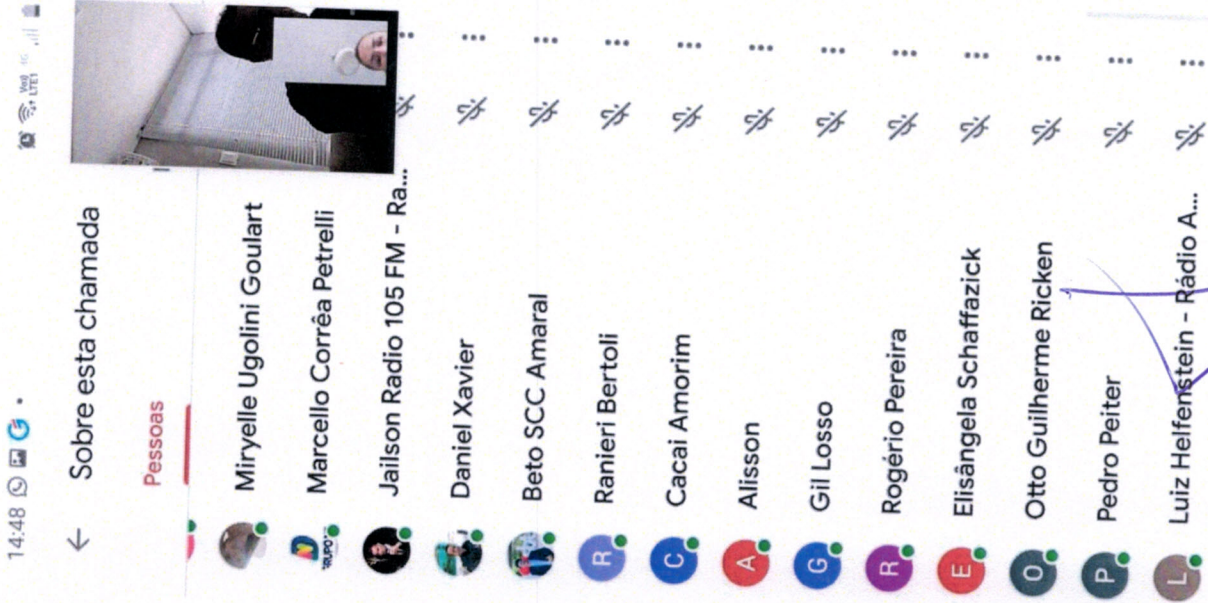 14:48
Sobre esta chamada
Pessoas
Miryelle Ugolini Goulart
Marcello Corrêa Petrelli
Jailson Radio 105 FM - Ra...
Daniel Xavier
Beto SCC Amaral
R Ranieri Bertoli
C Cacai Amorim
A Alisson
G Gil Losso
R Rogério Pereira
E Elisângela Schaffazick
O Otto Guilherme Ricken
P Pedro Peiter
L Luiz Helfenstein - Rádio A...